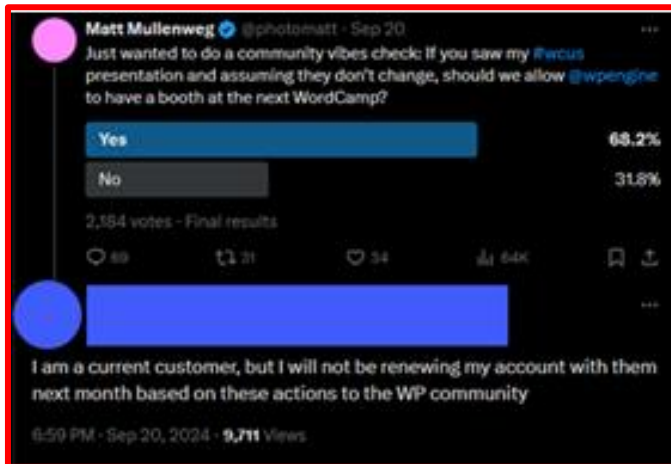 Matt Mullenweg @photomatt · Sep 20
Just wanted to do a community vibes check: If you saw my #wcus
presentation and assuming they don't change, should we allow @wpengine
to have a booth at the next WordCamp?
Yes 68.2%
No 31.8%
2,184 votes · Final results
69 31 34 64K
I am a current customer, but I will not be renewing my account with them
next month based on these actions to the WP community
6:59 PM · Sep 20, 2024 · 9,711 Views